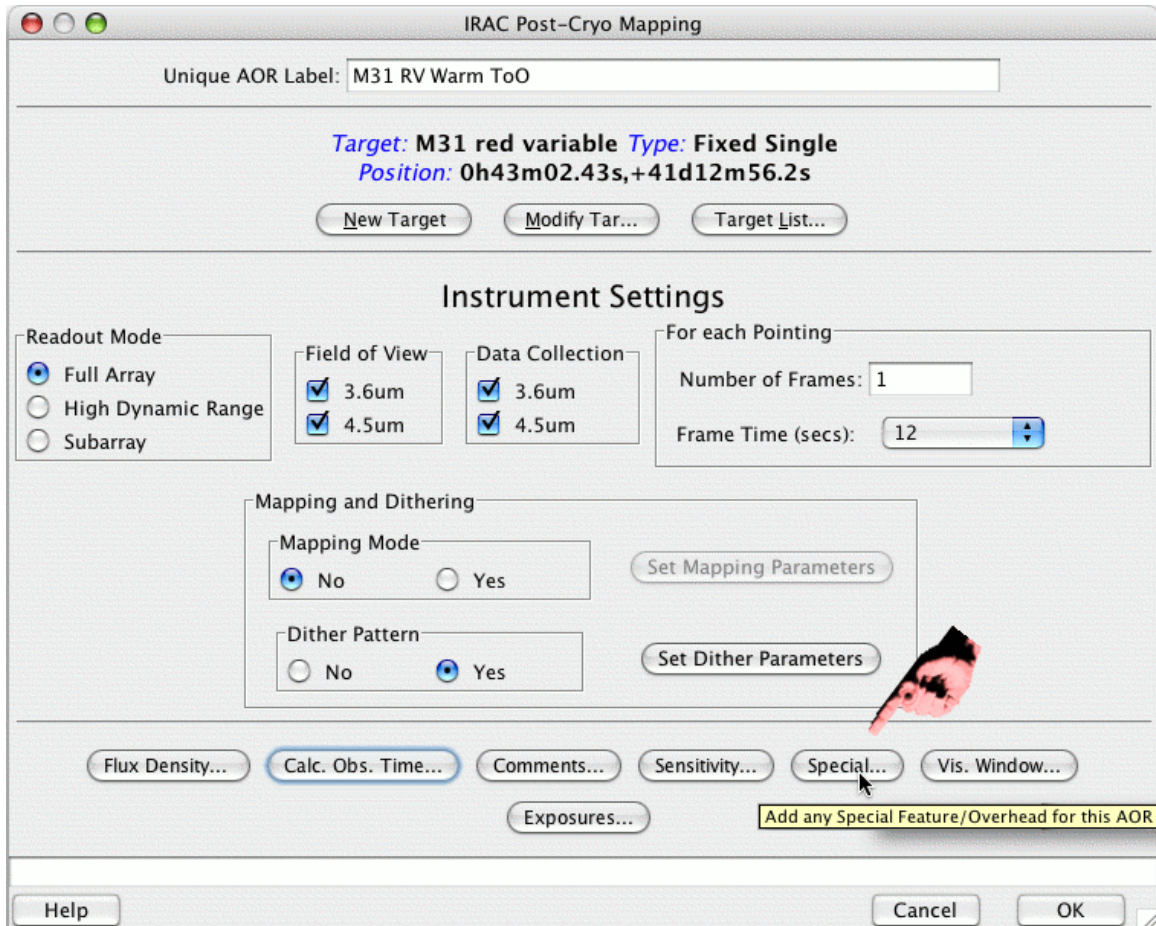 IRAC Post-Cryo Mapping
Unique AOR Label: M31 RV Warm ToO
Target: M31 red variable Type: Fixed Single
Position: 0h43m02.43s,+41d12m56.2s
New Target Modify Tar... Target List...
Instrument Settings
Readout Mode
Full Array
High Dynamic Range
Subarray
Field of View
3.6um
4.5um
Data Collection
3.6um
4.5um
For each Pointing
Number of Frames: 1
Frame Time (secs): 12
Mapping and Dithering
Mapping Mode
No Yes
Set Mapping Parameters
Dither Pattern
No Yes
Set Dither Parameters
Flux Density... Calc. Obs. Time... Comments... Sensitivity... Special... Vis. Window...
Exposures...
Add any Special Feature/Overhead for this AOR
Help Cancel OK